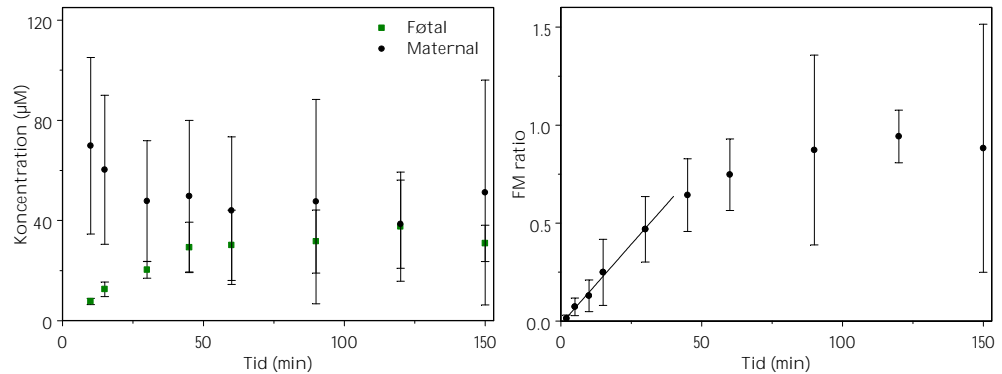 120
80
40
0
Koncentration (µM)
Føtal
Maternal
0 50 100 150
Tid (min)
1.5
1.0
0.5
0.0
FM ratio
0 50 100 150
Tid (min)